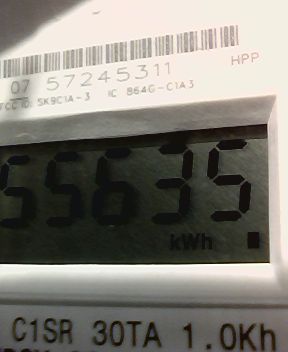 07 57245311
HPP
FCC ID: SK9C1A-3 IC 864G-C1A3
55635
kWh
C1SR 30TA 1.0Kh